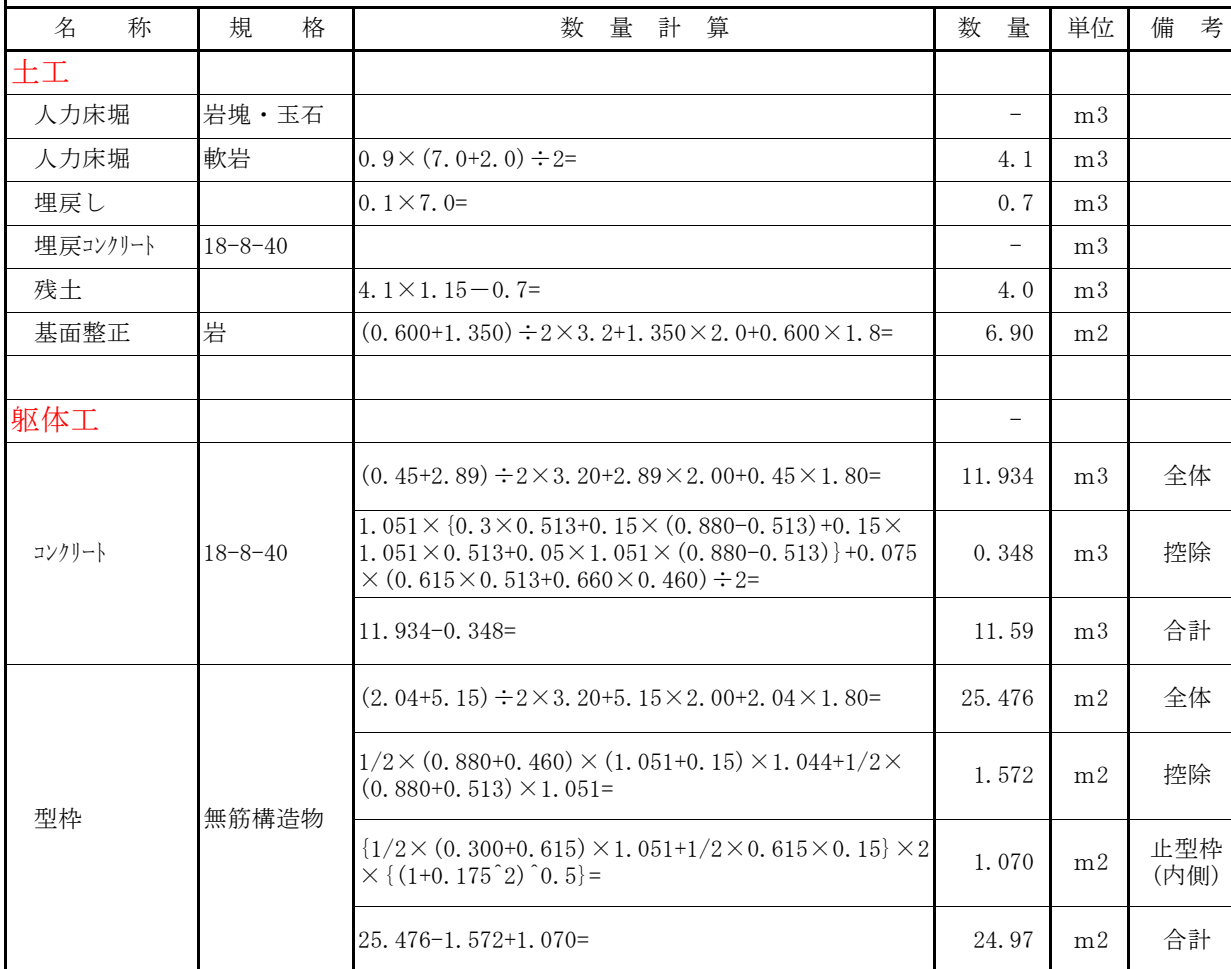 名 称 規 格 数 量 計 算 数 量 単位 備 考
土工
人力床堀 岩塊・玉石 - m3
人力床堀 軟岩 0.9×(7.0+2.0)÷2= 4.1 m3
埋戻し 0.1×7.0= 0.7 m3
埋戻ｺﾝｸﾘｰﾄ 18-8-40 - m3
残土 4.1×1.15－0.7= 4.0 m3
基面整正 岩 (0.600+1.350)÷2×3.2+1.350×2.0+0.600×1.8= 6.90 m2
躯体工 -
ｺﾝｸﾘｰﾄ 18-8-40
(0.45+2.89)÷2×3.20+2.89×2.00+0.45×1.80= 11.934 m3 全体
1.051×{0.3×0.513+0.15×(0.880-0.513)+0.15×
1.051×0.513+0.05×1.051×(0.880-0.513)}+0.075
×(0.615×0.513+0.660×0.460)÷2= 0.348 m3 控除
11.934-0.348= 11.59 m3 合計
型枠 無筋構造物
(2.04+5.15)÷2×3.20+5.15×2.00+2.04×1.80= 25.476 m2 全体
1/2×(0.880+0.460)×(1.051+0.15)×1.044+1/2×
(0.880+0.513)×1.051= 1.572 m2 控除
{1/2×(0.300+0.615)×1.051+1/2×0.615×0.15}×2
×{(1+0.175^2)^0.5}= 1.070 m2 止型枠
(内側)
25.476-1.572+1.070= 24.97 m2 合計